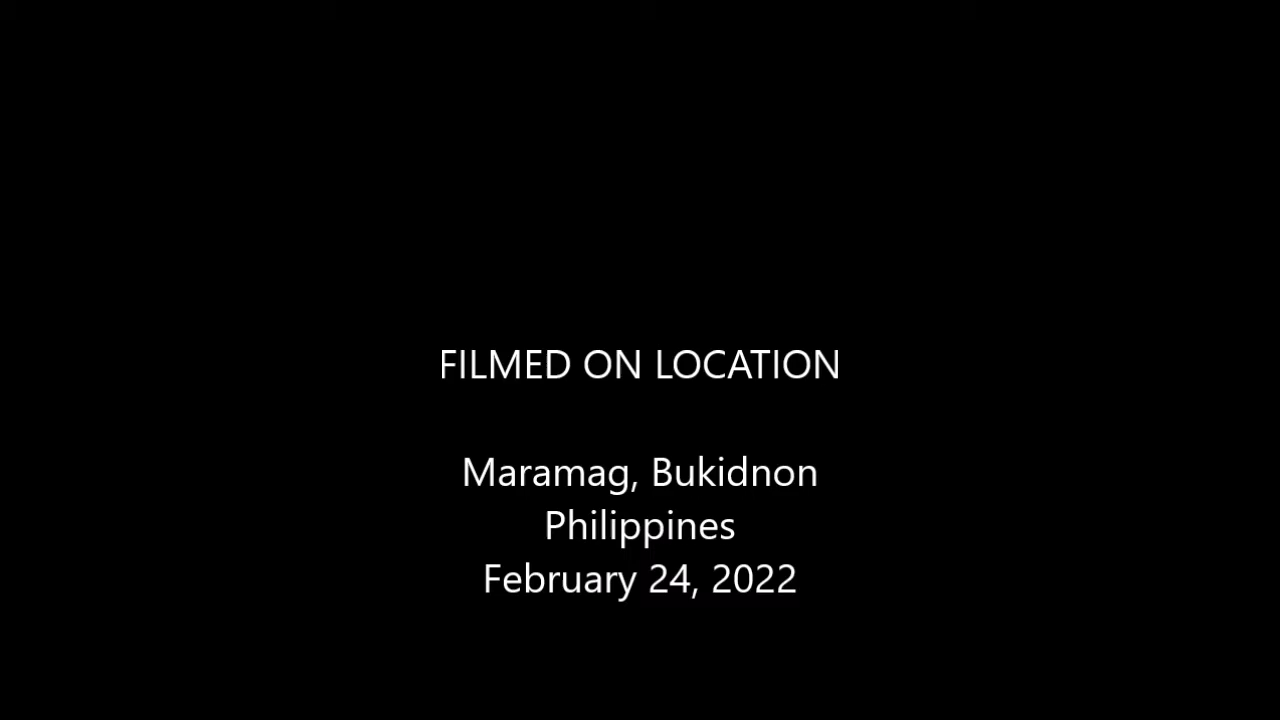 FILMED ON LOCATION
Maramag, Bukidnon
Philippines
February 24, 2022